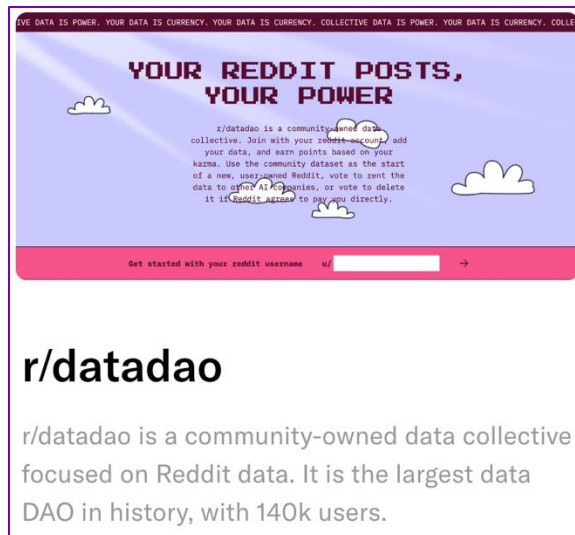 IVE DATA IS POWER. YOUR DATA IS CURRENCY. YOUR DATA IS CURRENCY. COLLECTIVE DATA IS POWER. YOUR DATA IS CURRENCY. COLLE
YOUR REDDIT POSTS,
YOUR POWER
r/datadao is a community-owned data
collective. Join with your reddit account, add
your data, and earn points based on your
karma. Use the community dataset as the start
of a new, user-owned Reddit, vote to rent the
data to other AI companies, or vote to delete
it if Reddit agrees to pay you directly.
Get started with your reddit username u/ →
r/datadao
r/datadao is a community-owned data collective
focused on Reddit data. It is the largest data
DAO in history, with 140k users.